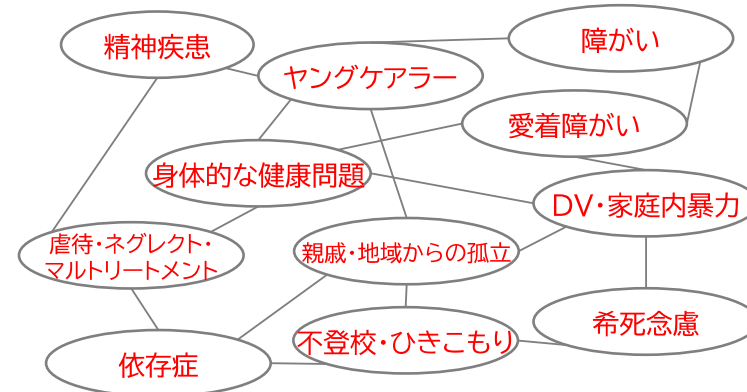 精神疾患
障がい
ヤングケアラー
愛着障がい
身体的な健康問題
DV・家庭内暴力
虐待・ネグレクト・
マルトリートメント
親戚・地域からの孤立
希死念慮
不登校・ひきこもり
依存症